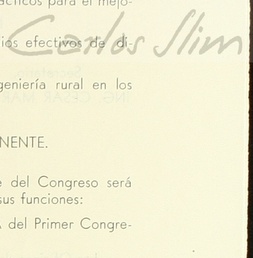 ácticos para el mejo-
Carlos Slim
ios efectivos de di-
geniería rural en los
NENTE.
e del Congreso será
sus funciones:
A del Primer Congre-